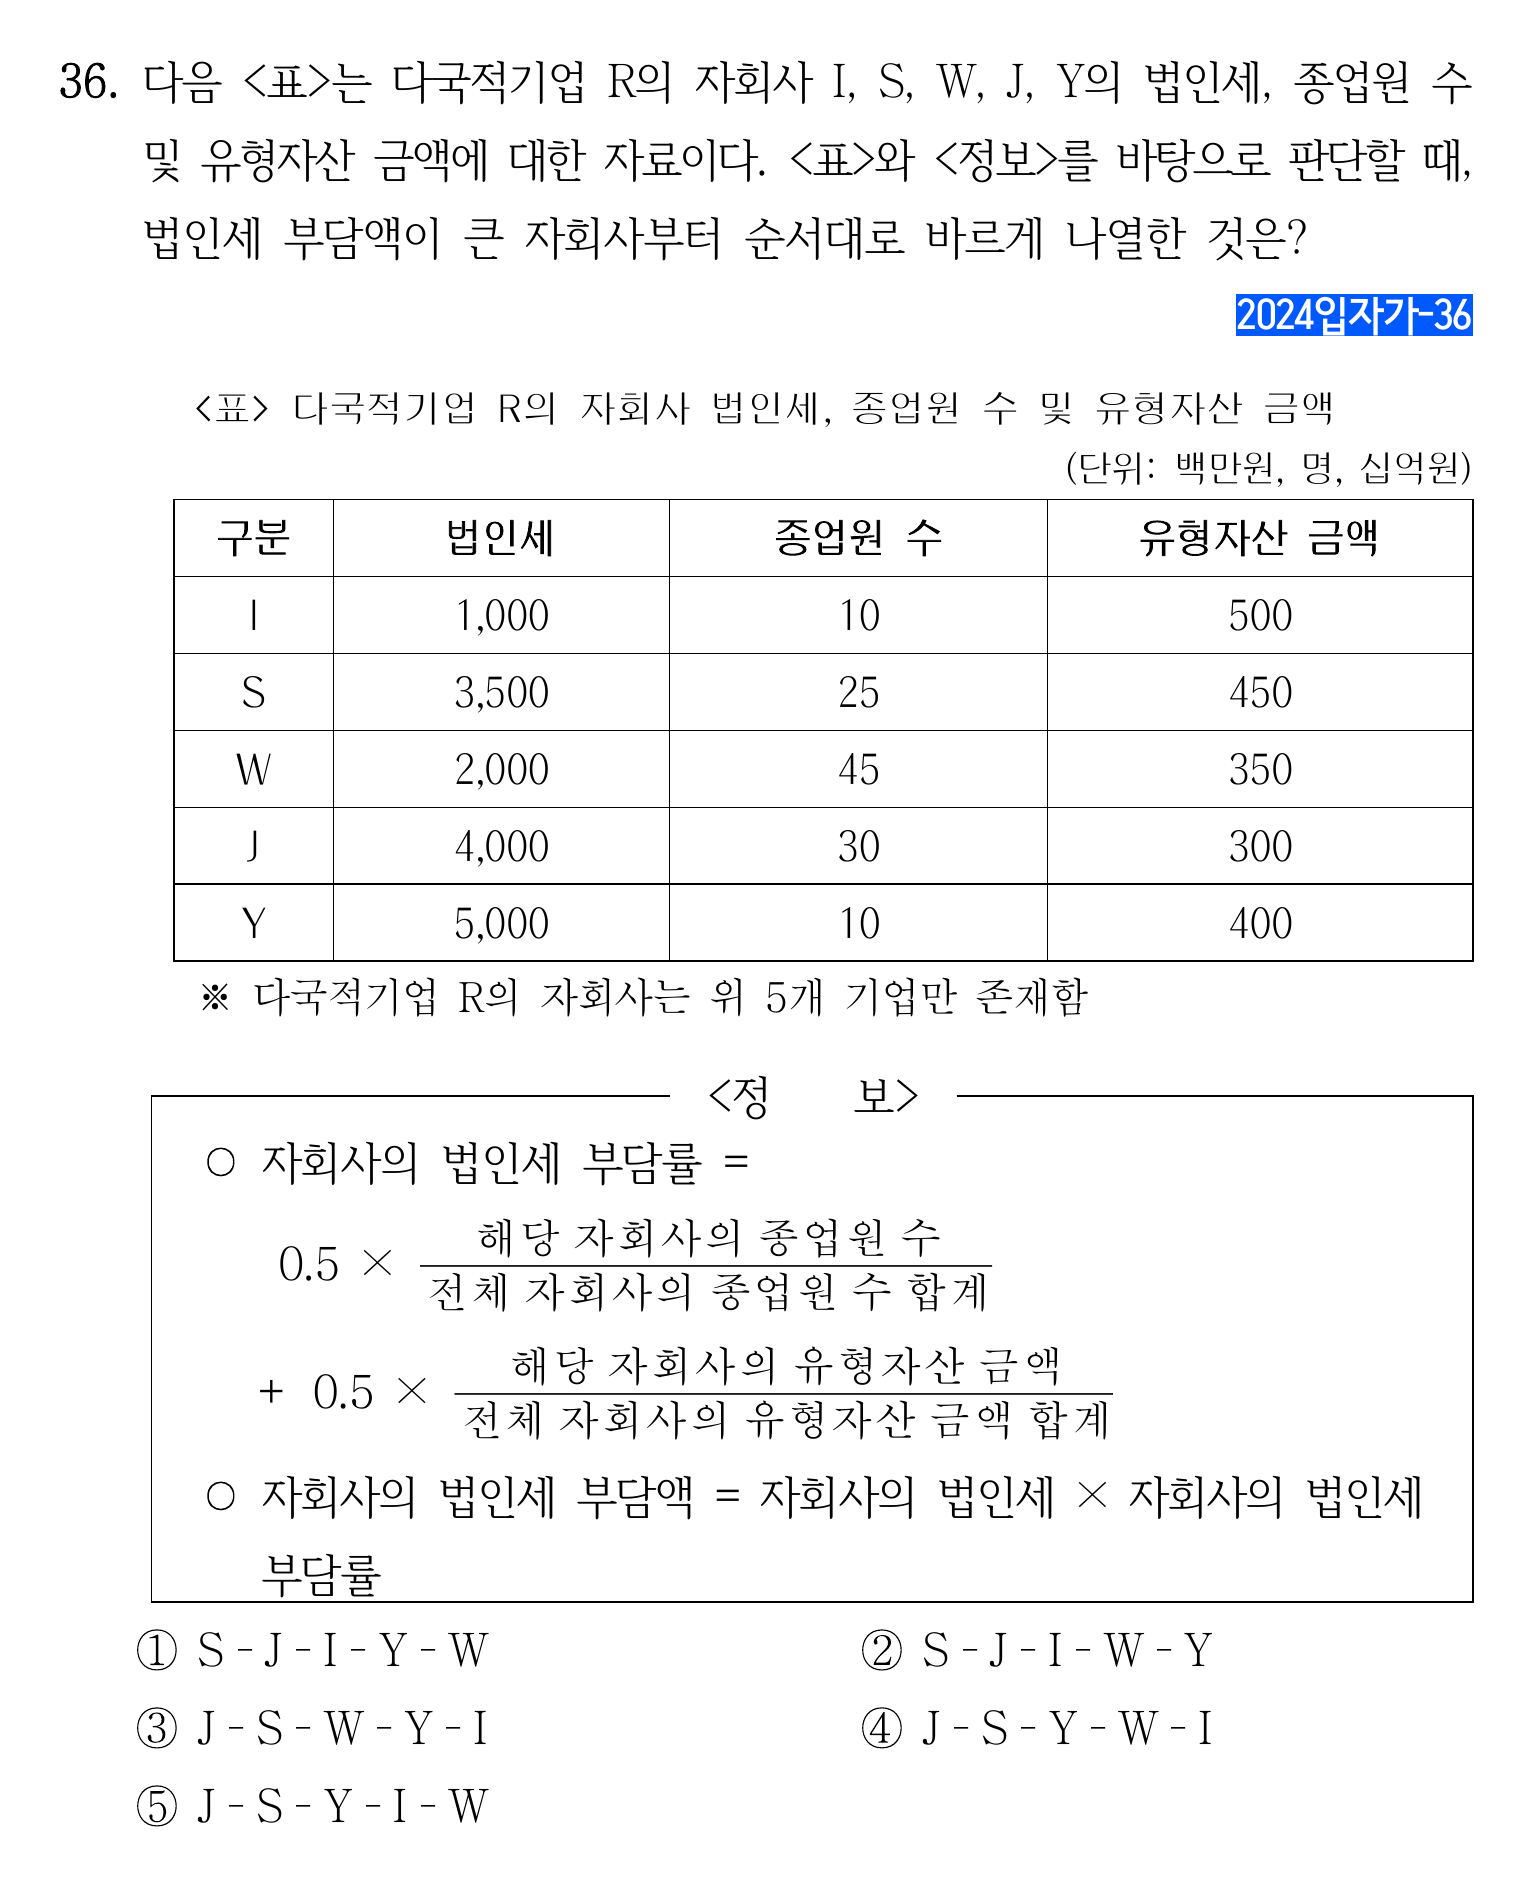 36. 다음 <표>는 다국적기업 R의 자회사 I, S, W, J, Y의 법인세, 종업원 수
및 유형자산 금액에 대한 자료이다. <표>와 <정보>를 바탕으로 판단할 때,
법인세 부담액이 큰 자회사부터 순서대로 바르게 나열한 것은?
2024입자가-36
<표> 다국적기업 R의 자회사 법인세, 종업원 수 및 유형자산 금액
(단위: 백만원, 명, 십억원)
구분 법인세 종업원 수 유형자산 금액
I 1,000 10 500
S 3,500 25 450
W 2,000 45 350
J 4,000 30 300
Y 5,000 10 400
※ 다국적기업 R의 자회사는 위 5개 기업만 존재함
<정 보>
○ 자회사의 법인세 부담률 =
해당 자회사의 종업원 수
0.5 ×
전체 자회사의 종업원 수 합계
해당 자회사의 유형자산 금액
+ 0.5 ×
전체 자회사의 유형자산 금액 합계
○ 자회사의 법인세 부담액 = 자회사의 법인세 × 자회사의 법인세
부담률
① S - J - I - Y - W ② S - J - I - W - Y
③ J - S - W - Y - I ④ J - S - Y - W - I
⑤ J - S - Y - I - W